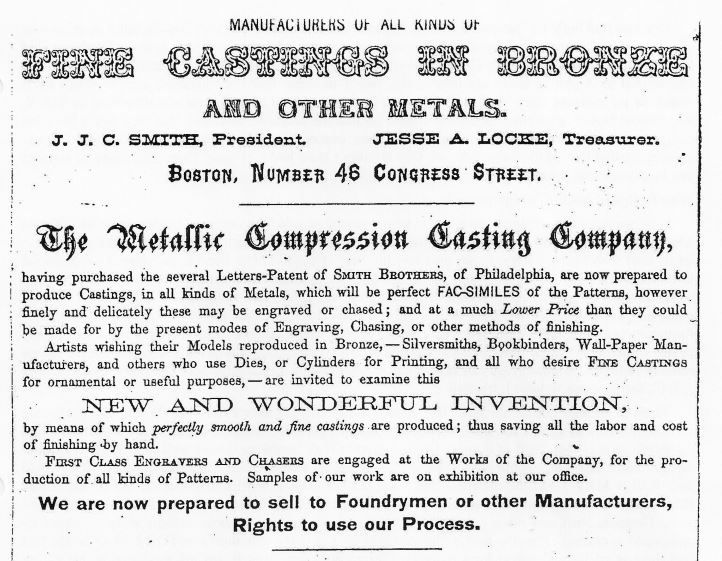 MANUFACTURERS OF ALL KINDS OF
FINE CASTINGS IN BRONZE
AND OTHER METALS.
J. J. C. SMITH, President. JESSE A. LOCKE, Treasurer.
BOSTON, NUMBER 46 CONGRESS STREET.
The Metallic Compression Casting Company,
having purchased the several Letters-Patent of SMITH BROTHERS, of Philadelphia, are now prepared to
produce Castings, in all kinds of Metals, which will be perfect FAC-SIMILES of the Patterns, however
finely and delicately these may be engraved or chased; and at a much Lower Price than they could
be made for by the present modes of Engraving, Chasing, or other methods of finishing.
Artists wishing their Models reproduced in Bronze,—Silversmiths, Bookbinders, Wall-Paper Man-
ufacturers, and others who use Dies, or Cylinders for Printing, and all who desire FINE CASTINGS
for ornamental or useful purposes,—are invited to examine this
NEW AND WONDERFUL INVENTION,
by means of which perfectly smooth and fine castings are produced; thus saving all the labor and cost
of finishing by hand.
FIRST CLASS ENGRAVERS AND CHASERS are engaged at the Works of the Company, for the pro-
duction of all kinds of Patterns. Samples of our work are on exhibition at our office.
We are now prepared to sell to Foundrymen or other Manufacturers,
Rights to use our Process.